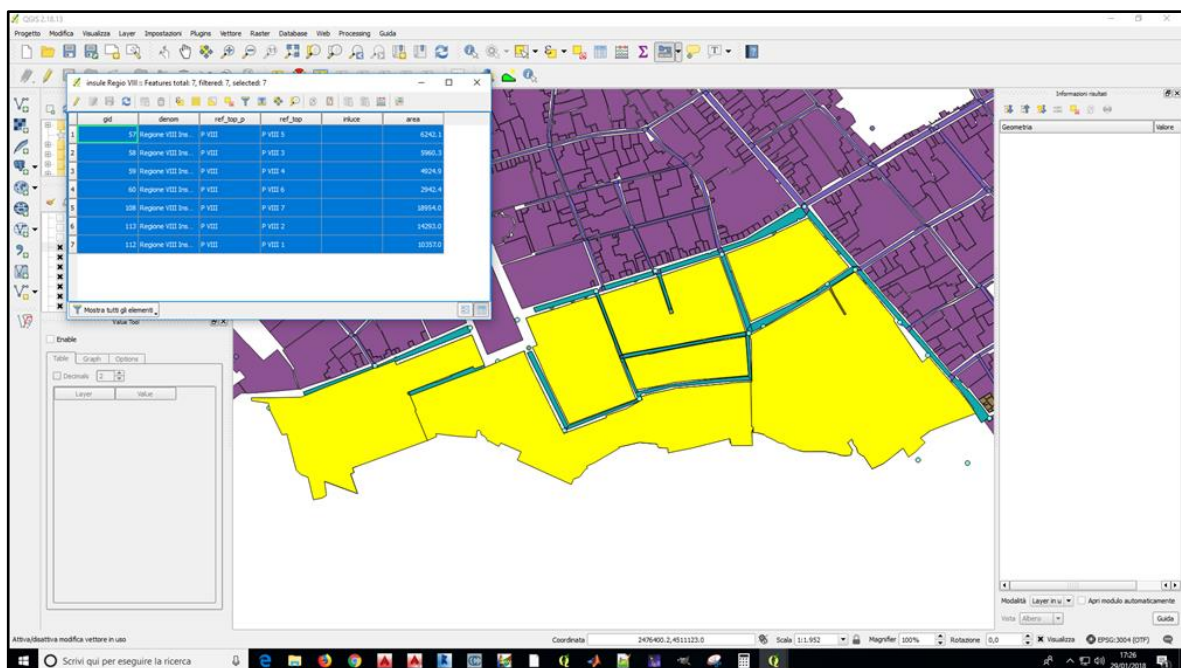 QGIS 2.18.13
Progetto Modifica Visualizza Layer Impostazioni Plugins Vettore Raster Database Web Processing Guida
insule Regio VIII :: Features total: 7, filtered: 7, selected: 7
gid denom ref_top_p ref_top inluce area
1 57 Regione VIII Ins... P VIII P VIII 5 6242.1
2 58 Regione VIII Ins... P VIII P VIII 3 5960.3
3 59 Regione VIII Ins... P VIII P VIII 4 4824.9
4 60 Regione VIII Ins... P VIII P VIII 6 2942.4
5 108 Regione VIII Ins... P VIII P VIII 7 18954.0
6 113 Regione VIII Ins... P VIII P VIII 2 14293.0
7 112 Regione VIII Ins... P VIII P VIII 1 10357.0
Mostra tutti gli elementi
Value Tool
Enable
Table Graph Options
Decimals 2
Layer Value
Informazioni risultati
Geometria Valore
Modalità Layer in u Apri modulo automaticamente
Vista Albero Guida
Attiva/disattiva modifica vettore in uso
Coordinata 2476400.2,4511123.0 Scala 1:1.952 Magnifier 100% Rotazione 0,0 Visualizza EPSG:3004 (OTF)
Scrivi qui per eseguire la ricerca
17:26
29/01/2018